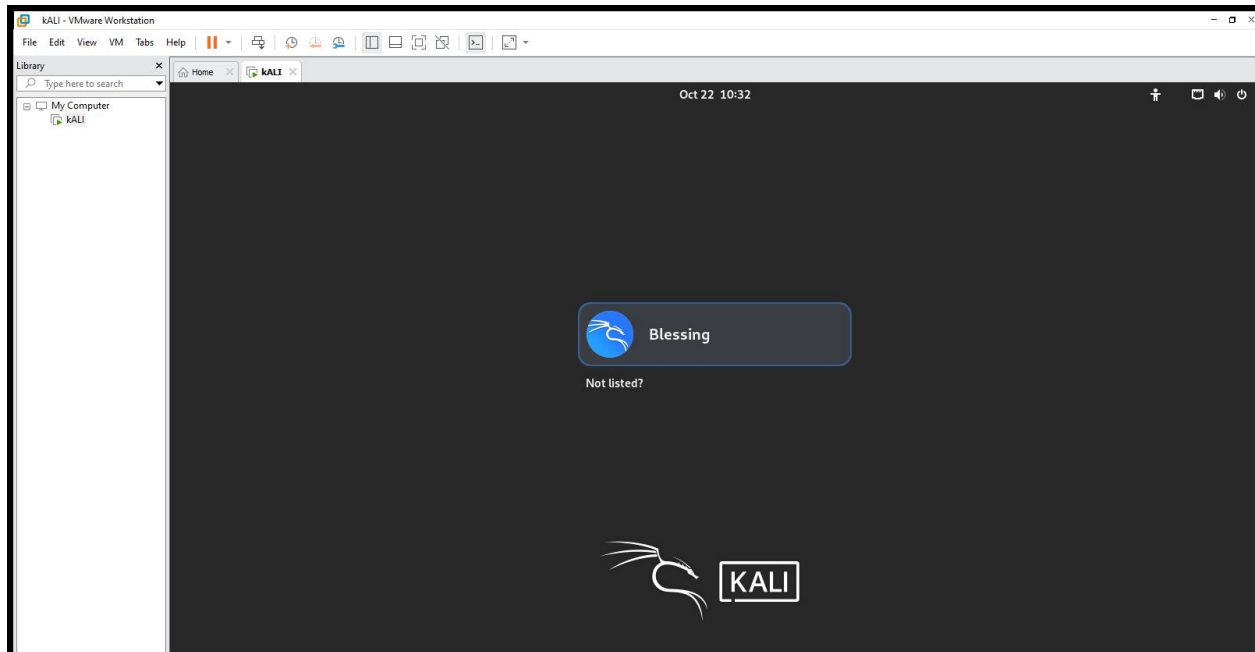 kALI - VMware Workstation
File Edit View VM Tabs Help
Library
Home
kALI
Type here to search
My Computer
kALI
Oct 22 10:32
Blessing
Not listed?
KALI